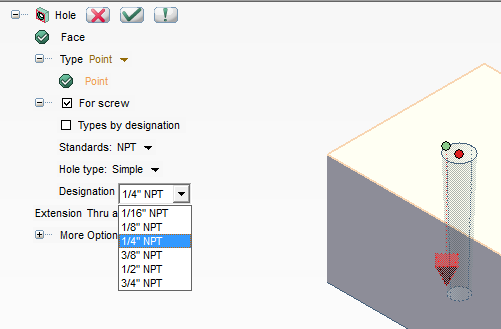 Hole
Face
Type Point
Point
For screw
Types by designation
Standards: NPT
Hole type: Simple
Designation 1/4" NPT
Extension Thru a
1/16" NPT
1/8" NPT
1/4" NPT
More Option
3/8" NPT
1/2" NPT
3/4" NPT